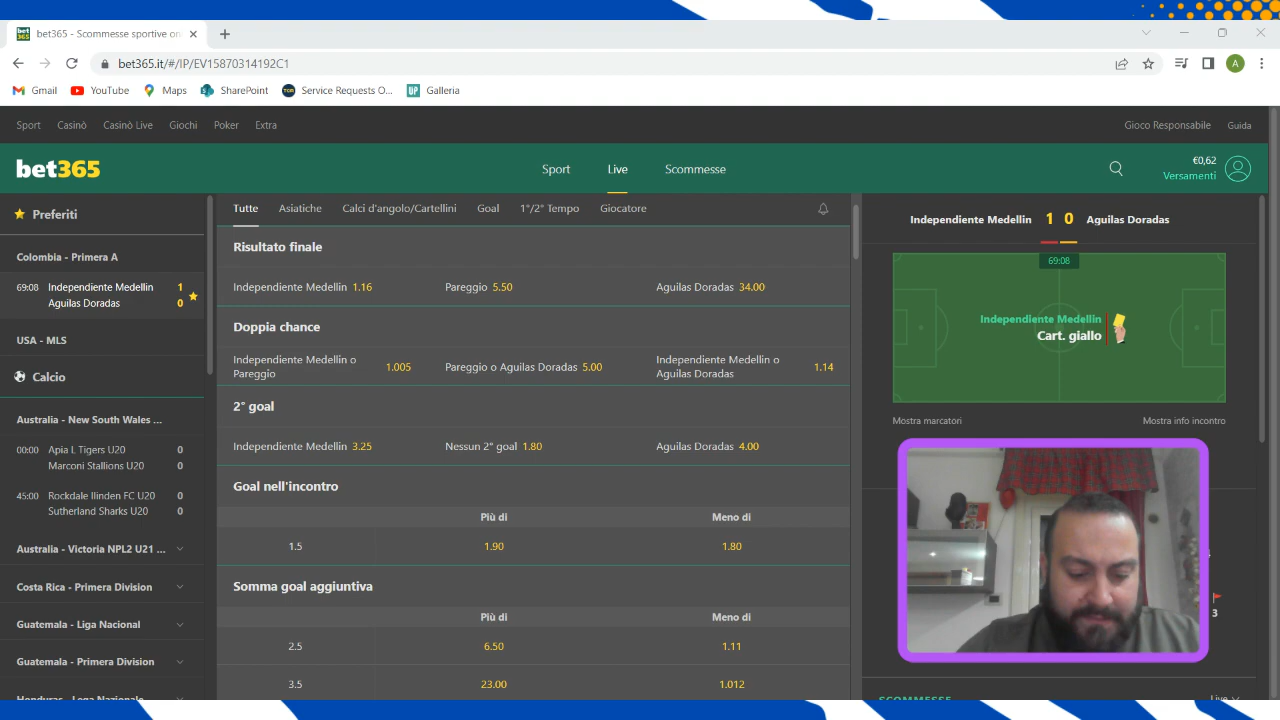 bet365 - Scommesse sportive on
bet365.it/#/IP/EV15870314192C1
A
Gmail YouTube Maps SharePoint Service Requests O... Galleria
Sport Casinò Casinò Live Giochi Poker Extra Gioco Responsabile Guida
bet365 Sport Live Scommesse €0,62
Versamenti
Preferiti
Colombia - Primera A
69:08 Independiente Medellin 1
Aguilas Doradas 0
USA - MLS
Calcio
Australia - New South Wales ...
00:00 Apia L Tigers U20 0
Marconi Stallions U20 0
45:00 Rockdale Ilinden FC U20 0
Sutherland Sharks U20 0
Australia - Victoria NPL2 U21 ...
Costa Rica - Primera Division
Guatemala - Liga Nacional
Guatemala - Primera Division
Honduras - Lega Nazionale
Tutte Asiatiche Calci d'angolo/Cartellini Goal 1°/2° Tempo Giocatore
Risultato finale
Independiente Medellin 1.16 Pareggio 5.50 Aguilas Doradas 34.00
Doppia chance
Independiente Medellin o Pareggio 1.005 Pareggio o Aguilas Doradas 5.00 Independiente Medellin o Aguilas Doradas 1.14
2° goal
Independiente Medellin 3.25 Nessun 2° goal 1.80 Aguilas Doradas 4.00
Goal nell'incontro
Più di Meno di
1.5 1.90 1.80
Somma goal aggiuntiva
Più di Meno di
2.5 6.50 1.11
3.5 23.00 1.012
Independiente Medellin 1 0 Aguilas Doradas
69:08
Independiente Medellin
Cart. giallo
Mostra marcatori Mostra info incontro
3
SCOMMESSE Live